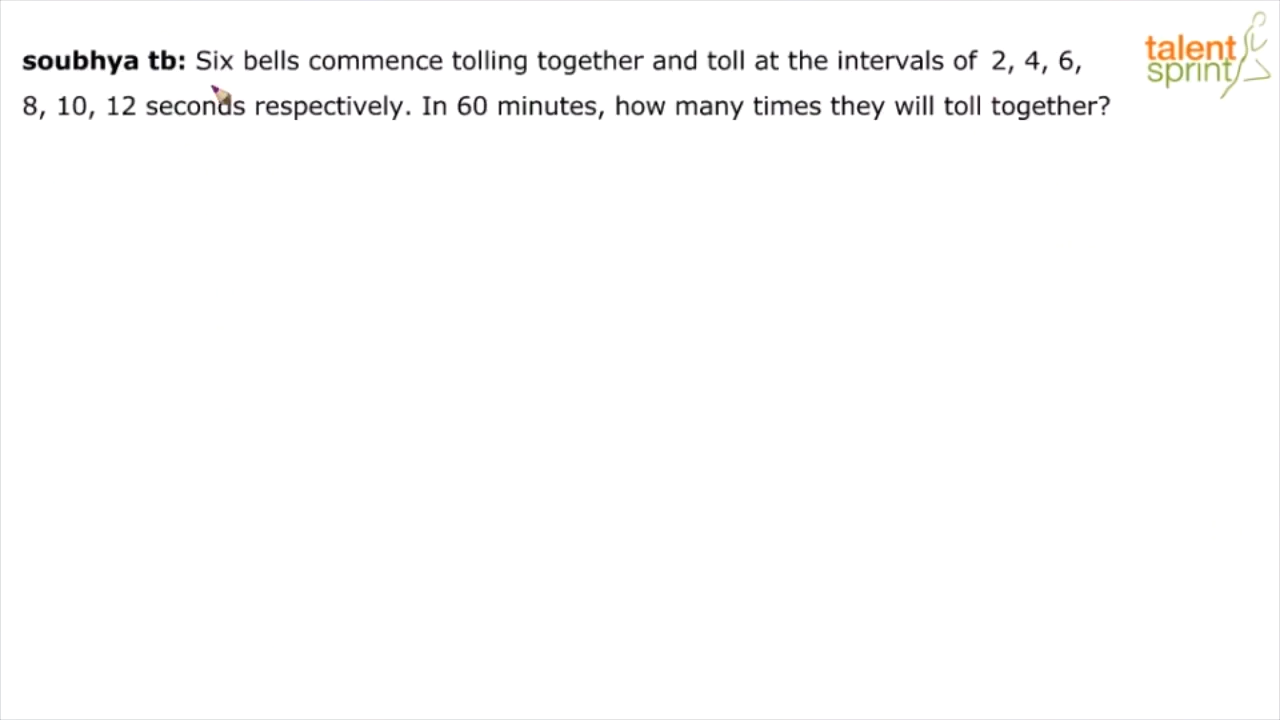 soubhya tb: Six bells commence tolling together and toll at the intervals of 2, 4, 6,
8, 10, 12 seconds respectively. In 60 minutes, how many times they will toll together?
talent
sprint